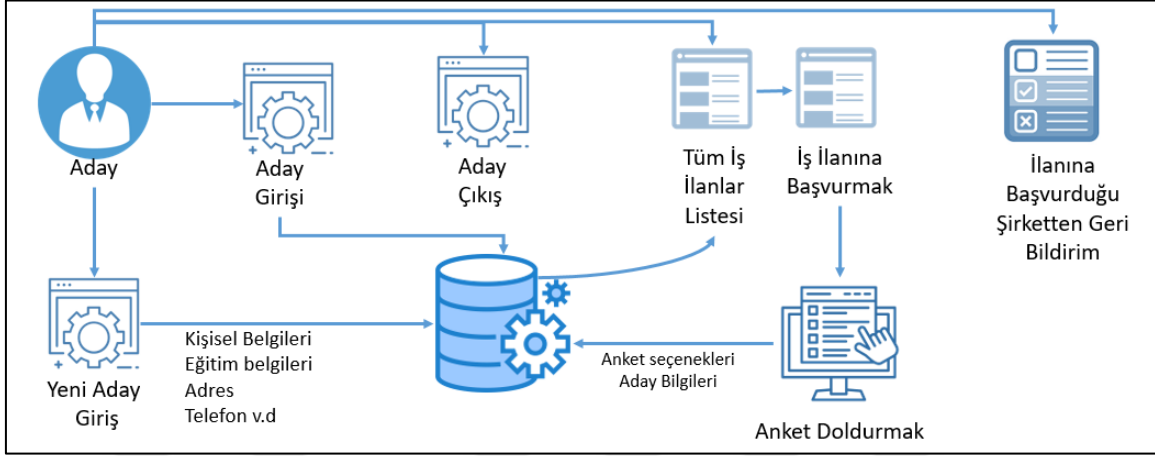 Aday
Aday
Girişi
Aday
Çıkış
Tüm İş
İlanlar
Listesi
İş İlanına
Başvurmak
İlanına
Başvurduğu
Şirketten Geri
Bildirim
Yeni Aday
Giriş
Kişisel Belgileri
Eğitim belgileri
Adres
Telefon v.d
Anket seçenekleri
Aday Bilgileri
Anket Doldurmak